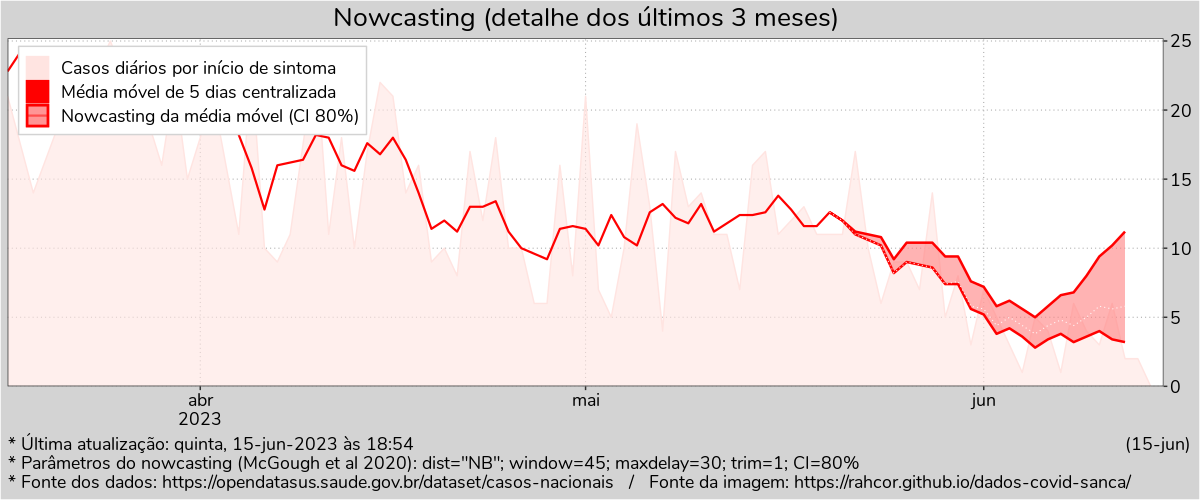 Nowcasting (detalhe dos últimos 3 meses)
Casos diários por início de sintoma
Média móvel de 5 dias centralizada
Nowcasting da média móvel (CI 80%)
25
20
15
10
5
0
abr
2023
mai
jun
* Última atualização: quinta, 15-jun-2023 às 18:54
(15-jun)
* Parâmetros do nowcasting (McGough et al 2020): dist="NB"; window=45; maxdelay=30; trim=1; CI=80%
* Fonte dos dados: https://opendatasus.saude.gov.br/dataset/casos-nacionais / Fonte da imagem: https://rahcor.github.io/dados-covid-sanca/